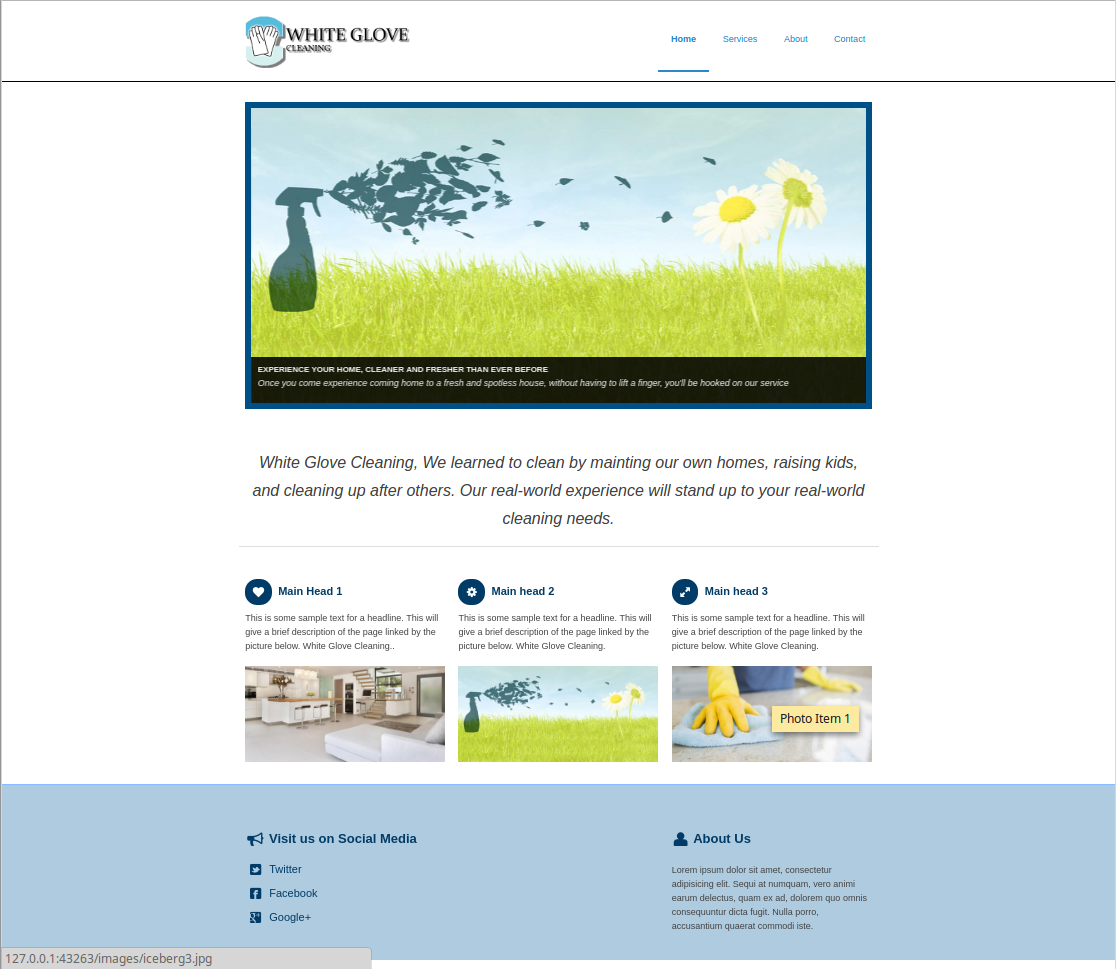 WHITE GLOVE
CLEANING
Home Services About Contact
EXPERIENCE YOUR HOME, CLEANER AND FRESHER THAN EVER BEFORE
Once you come experience coming home to a fresh and spotless house, without having to lift a finger, you'll be hooked on our service
White Glove Cleaning, We learned to clean by mainting our own homes, raising kids,
and cleaning up after others. Our real-world experience will stand up to your real-world
cleaning needs.
Main Head 1
This is some sample text for a headline. This will
give a brief description of the page linked by the
picture below. White Glove Cleaning..
Main head 2
This is some sample text for a headline. This will
give a brief description of the page linked by the
picture below. White Glove Cleaning.
Main head 3
This is some sample text for a headline. This will
give a brief description of the page linked by the
picture below. White Glove Cleaning.
Photo Item 1
Visit us on Social Media
Twitter
Facebook
Google+
About Us
Lorem ipsum dolor sit amet, consectetur
adipisicing elit. Sequi at numquam, vero animi
earum delectus, quam ex ad, dolorem quo omnis
consequuntur dicta fugit. Nulla porro,
accusantium quaerat commodi iste.
127.0.0.1:43263/images/iceberg3.jpg